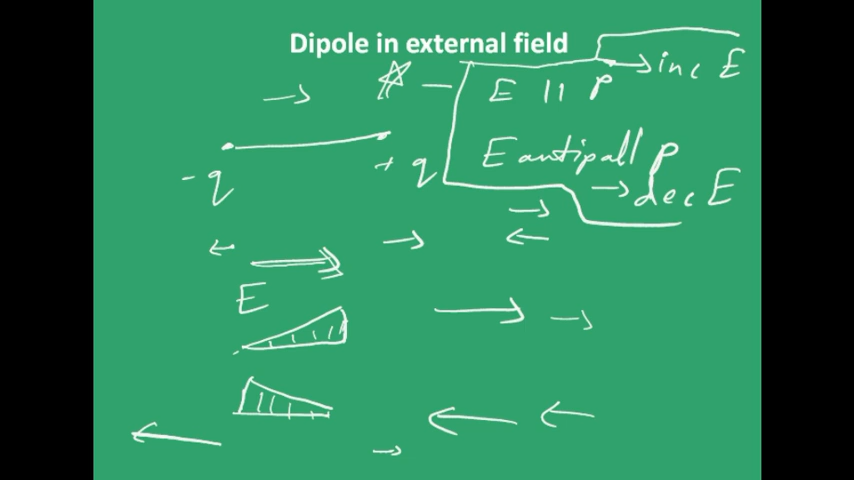 Dipole in external field
E || P → inc E
E antipall P
→ dec E
-q
+ q
E